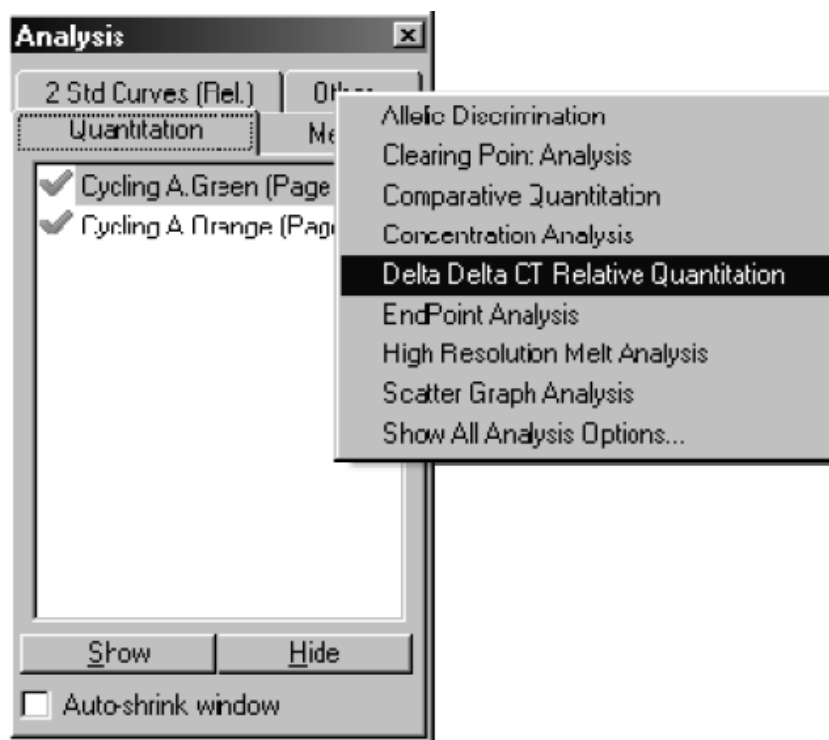 Analysis
2 Std Curves (Rel.)
Quantitation
Cycling A.Green (Page
Cycling A.Orange (Page
Allelic Discrimination
Clearing Point Analysis
Comparative Quantitation
Concentration Analysis
Delta Delta CT Relative Quantitation
EndPoint Analysis
High Resolution Melt Analysis
Scatter Graph Analysis
Show All Analysis Options...
Show Hide
Auto-shrink window